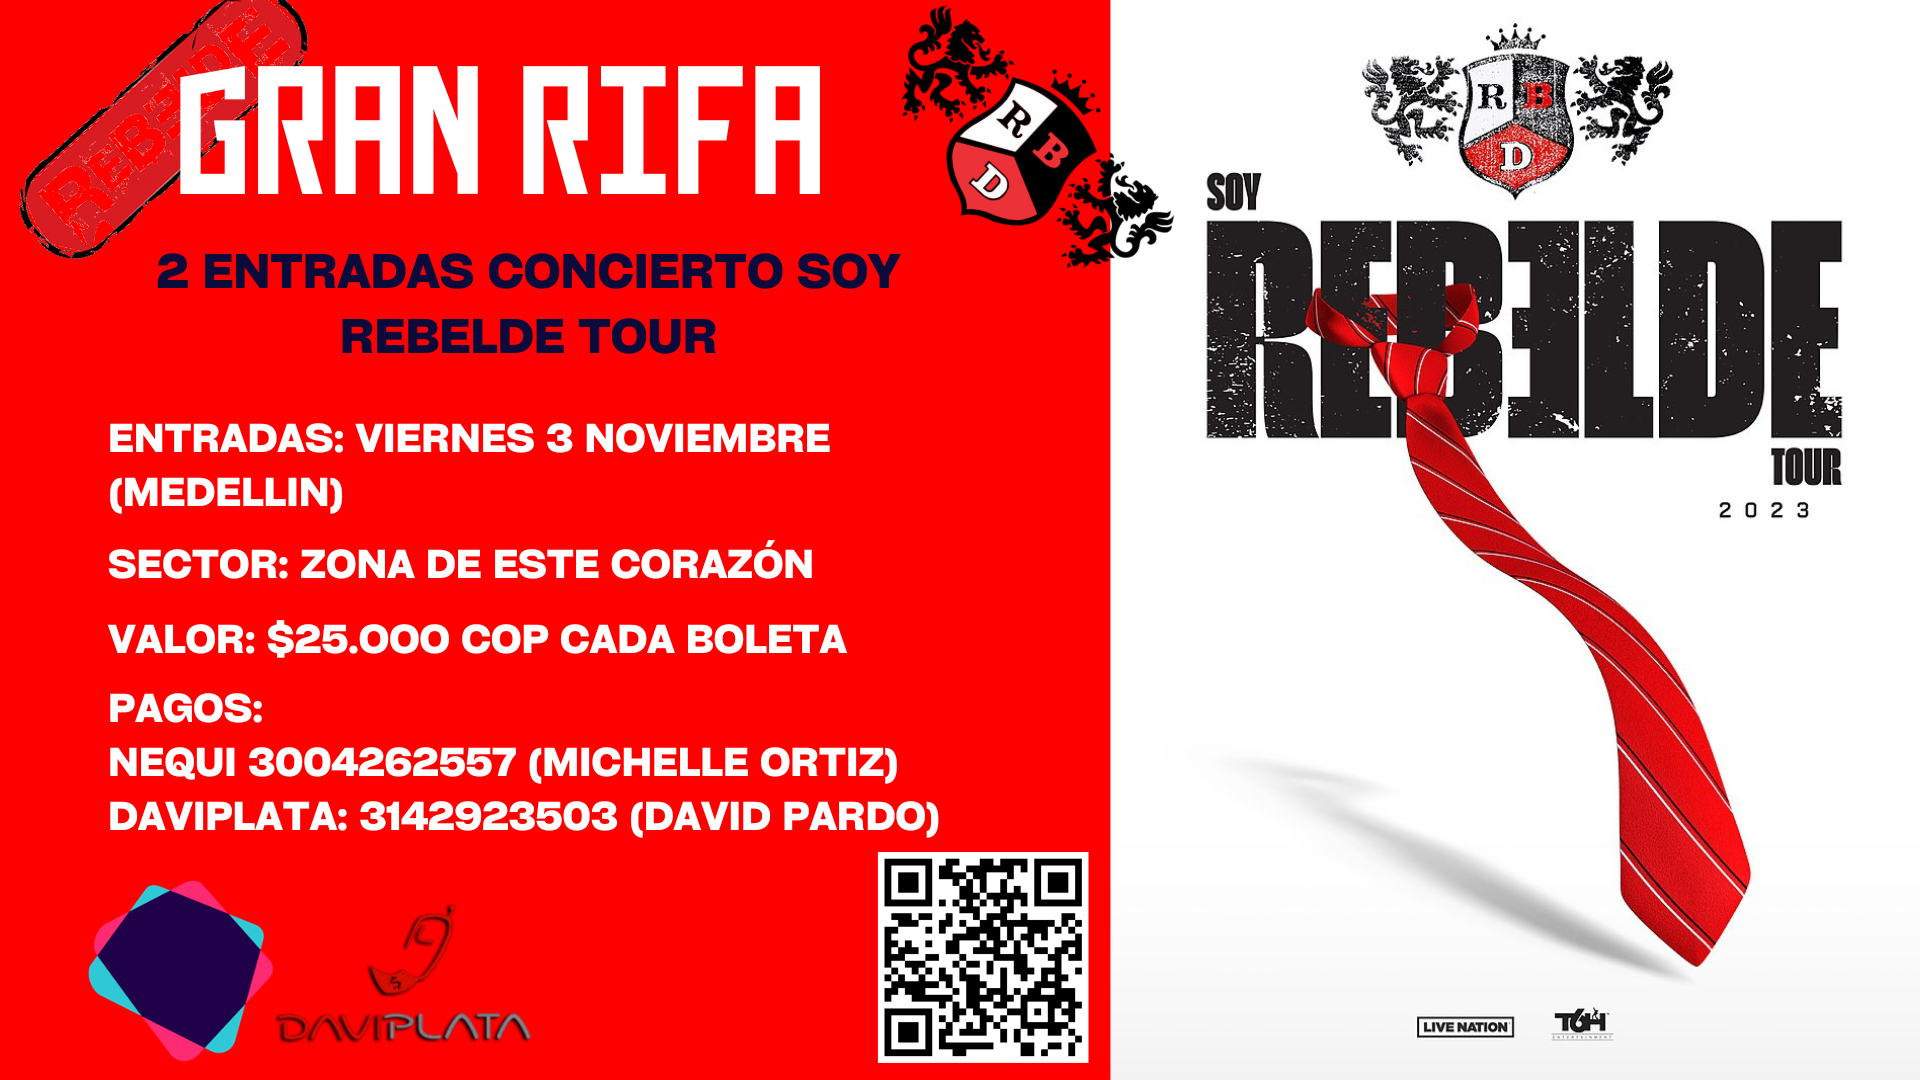 REBELDE
GRAN RIFA
R B D
2 ENTRADAS CONCIERTO SOY
REBELDE TOUR
ENTRADAS: VIERNES 3 NOVIEMBRE
(MEDELLIN)
SECTOR: ZONA DE ESTE CORAZÓN
VALOR: $25.000 COP CADA BOLETA
PAGOS:
NEQUI 3004262557 (MICHELLE ORTIZ)
DAVIPLATA: 3142923503 (DAVID PARDO)
DAVIPLATA
R B D
SOY
REBELDE
TOUR
2023
LIVE NATION
T6H
ENTERTAINMENT